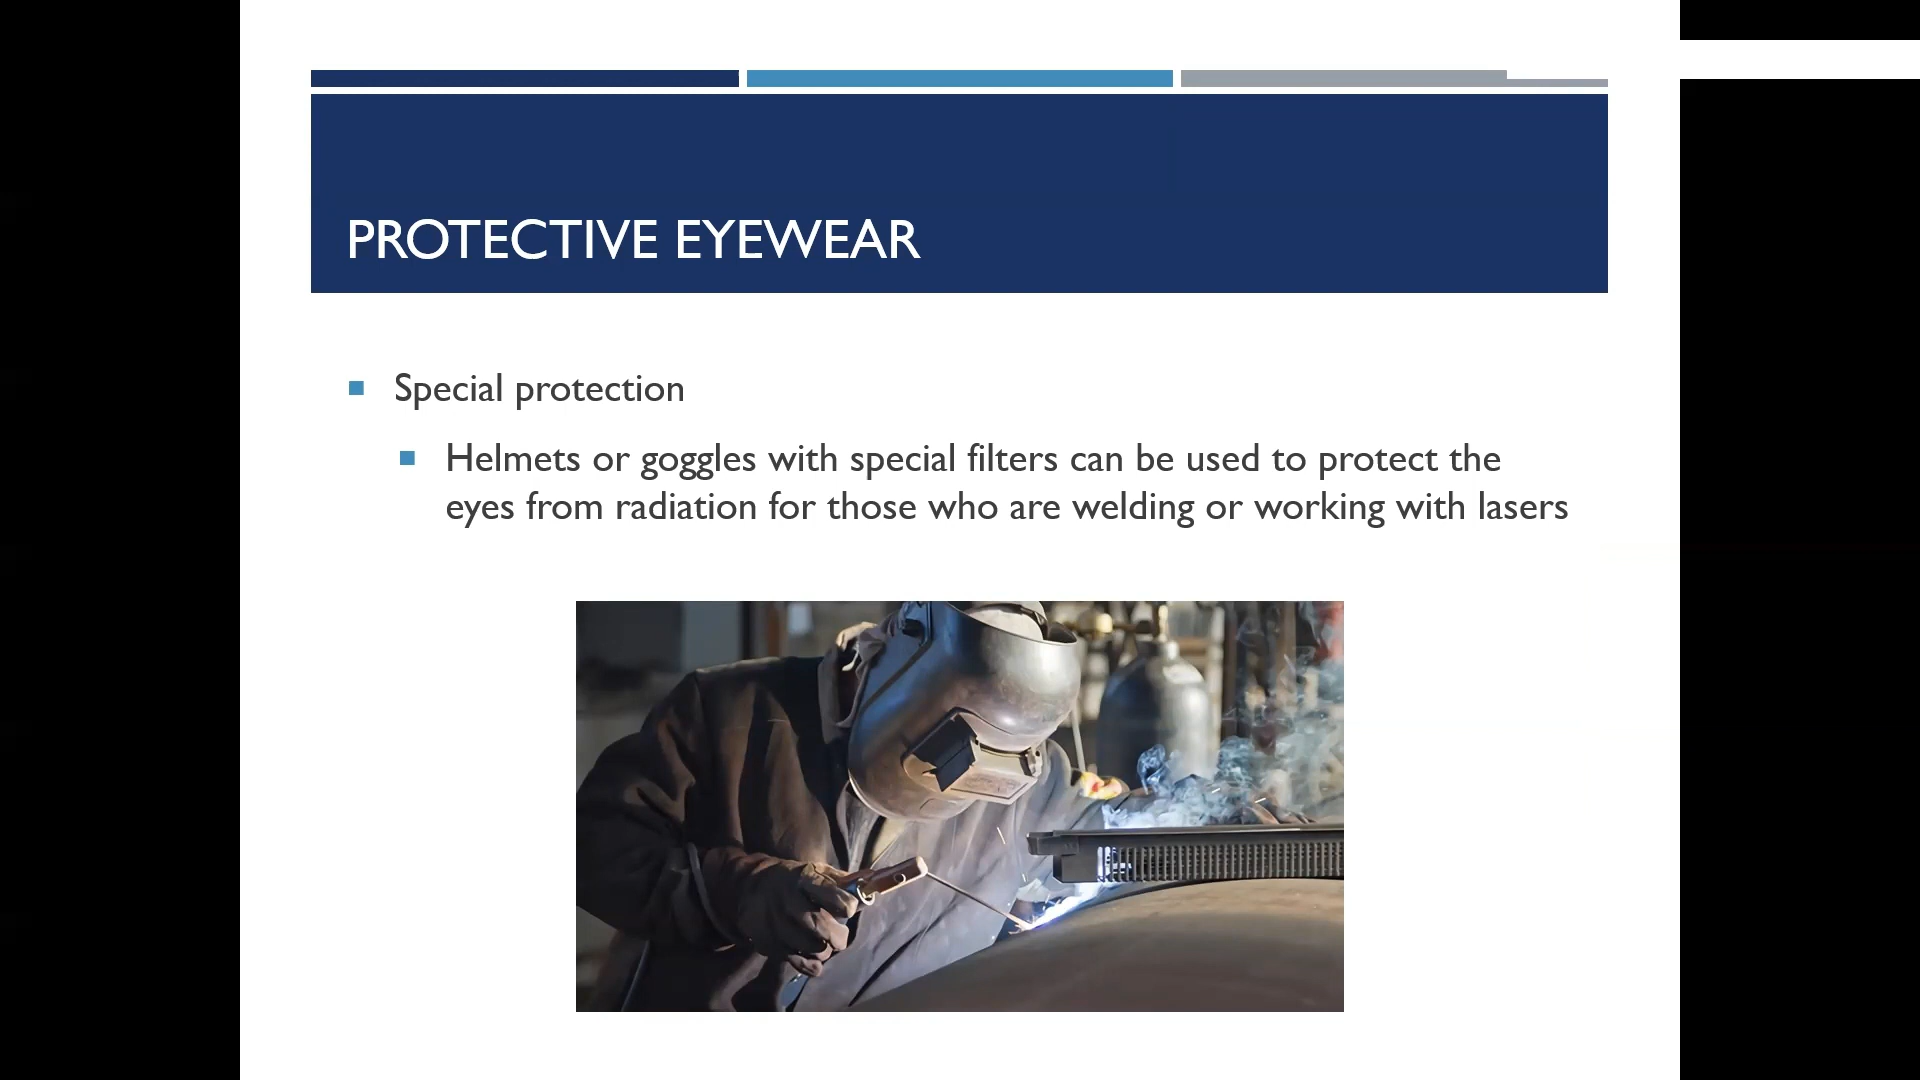 PROTECTIVE EYEWEAR
Special protection
Helmets or goggles with special filters can be used to protect the
eyes from radiation for those who are welding or working with lasers